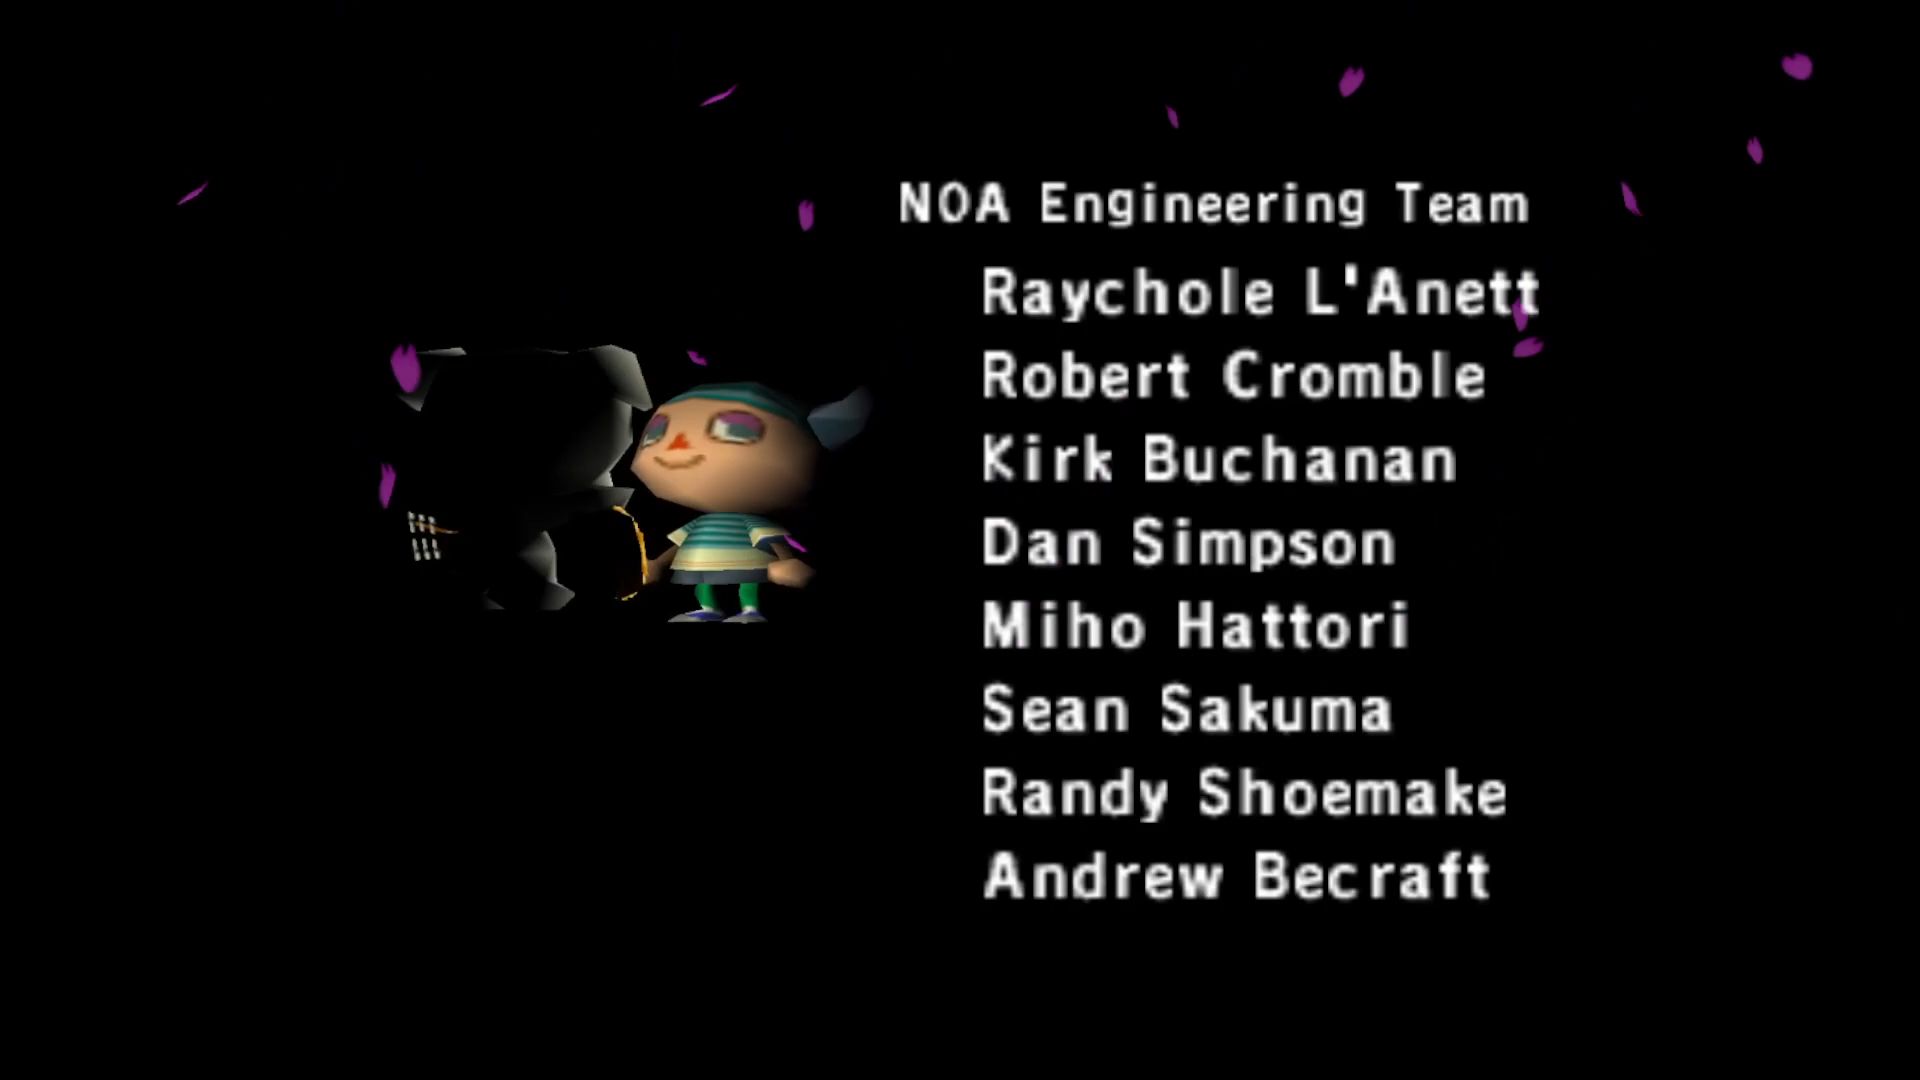 NOA Engineering Team
Raychole L'Anett
Robert Cromble
Kirk Buchanan
Dan Simpson
Miho Hattori
Sean Sakuma
Randy Shoemake
Andrew Becraft